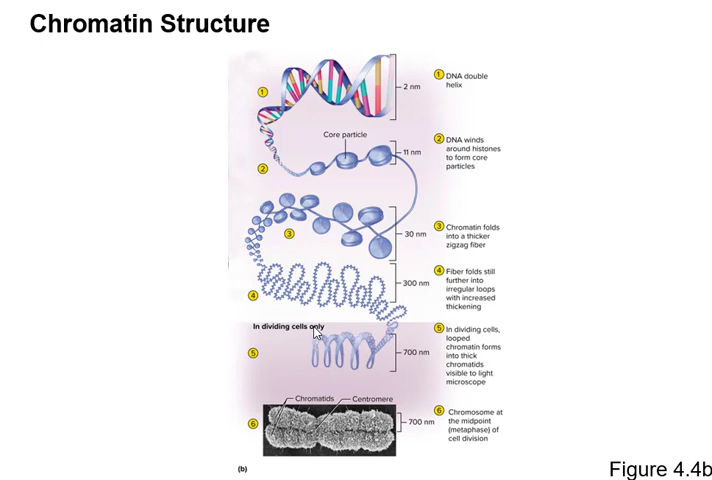 Chromatin Structure
1
2 nm
1 DNA double
helix
Core particle
2
11 nm
2 DNA winds
around histones
to form core
particles
3
30 nm
3 Chromatin folds
into a thicker
zigzag fiber
4
300 nm
4 Fiber folds still
further into
irregular loops
with increased
thickening
In dividing cells only
5
700 nm
5 In dividing cells,
looped
chromatin forms
into thick
chromatids
visible to light
microscope
Chromatids
Centromere
6
700 nm
6 Chromosome at
the midpoint
(metaphase) of
cell division
(b)
Figure 4.4b